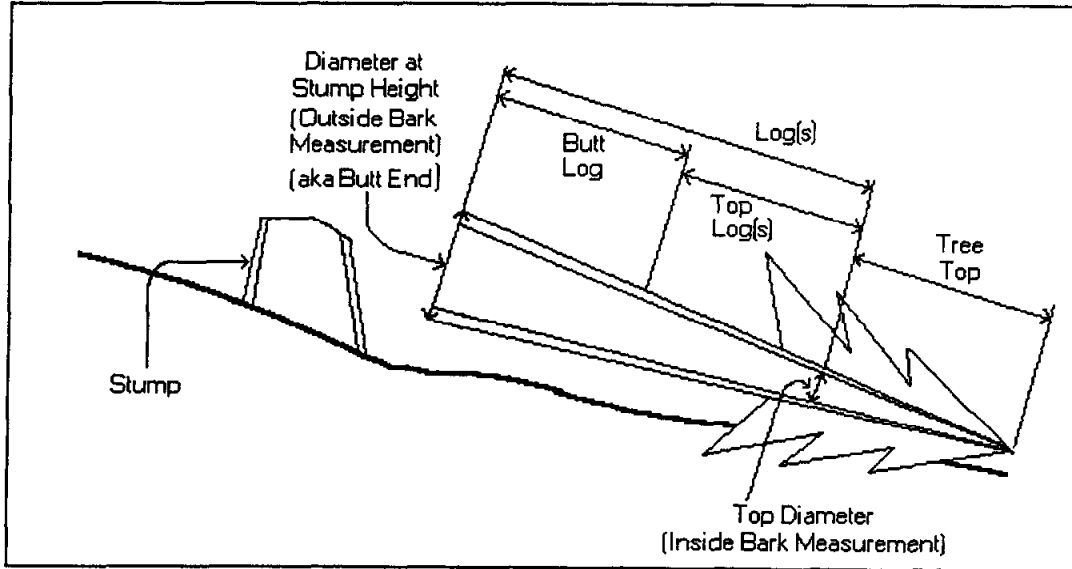 Diameter at
Stump Height
(Outside Bark
Measurement)
(aka Butt End)
Log(s)
Butt
Log
Top
Log(s)
Tree
Top
Stump
Top Diameter
(Inside Bark Measurement)